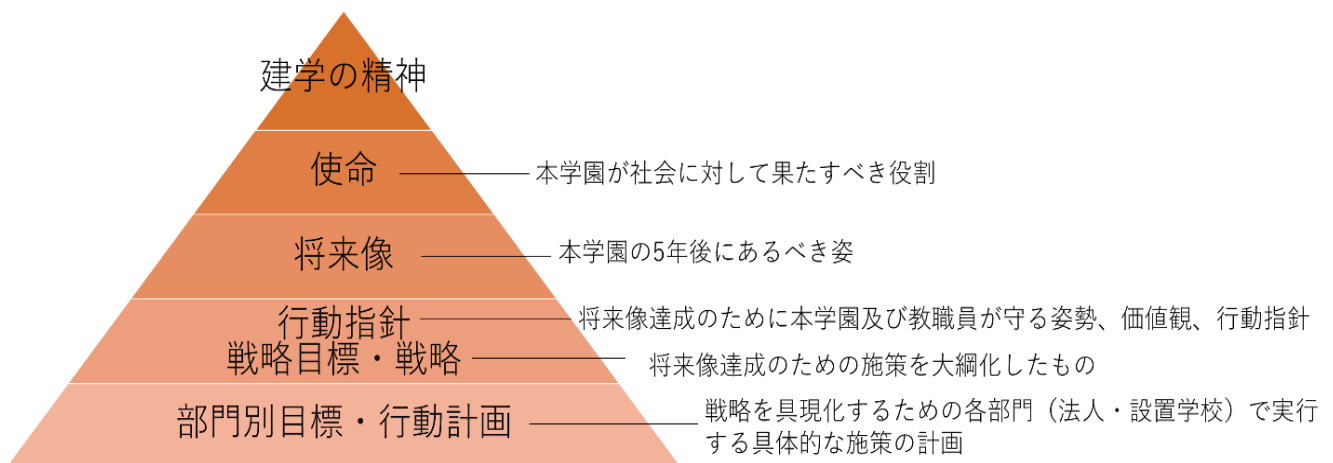 建学の精神
使命
本学園が社会に対して果たすべき役割
将来像
本学園の5年後にあるべき姿
行動指針
将来像達成のために本学園及び教職員が守る姿勢、価値観、行動指針
戦略目標・戦略
将来像達成のための施策を大綱化したもの
部門別目標・行動計画
戦略を具現化するための各部門（法人・設置学校）で実行
する具体的な施策の計画